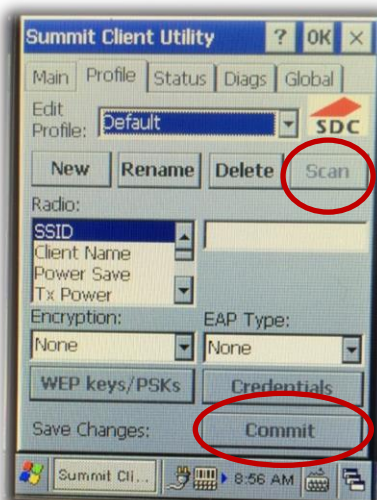 Summit Client Utility ? OK ×
Main Profile Status Diags Global
Edit
Profile: Default
SDC
New Rename Delete Scan
Radio:
SSID
Client Name
Power Save
Tx Power
Encryption: EAP Type:
None None
WEP keys/PSKs Credentials
Save Changes: Commit
Summit Cli... 8:56 AM